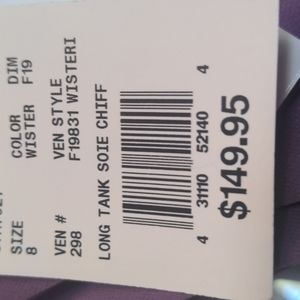 SIZE COLOR DIM
8 WISTER F19
VEN # VEN STYLE
298 F19831 WISTERI
LONG TANK SOIE CHIFF
4 31110 52140 4
$149.95